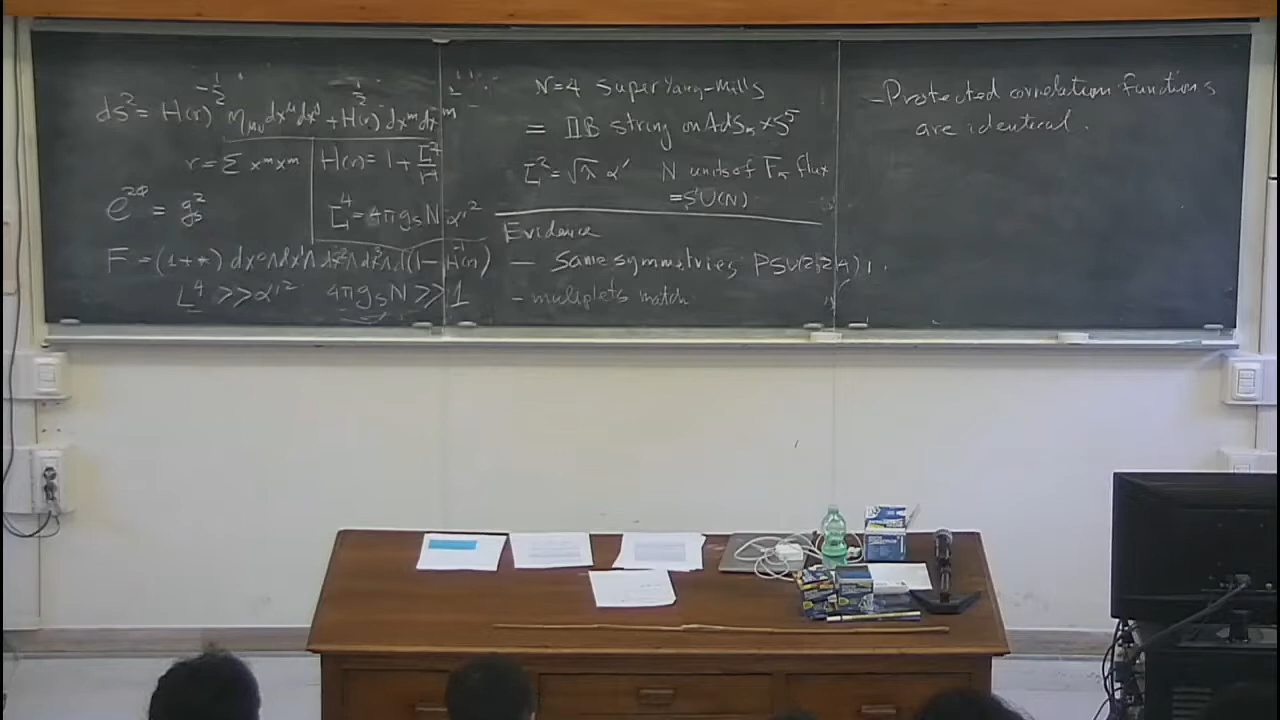 ds² = H(r)^{-1/2} η_{μν} dx^μ dx^ν + H(r)^{1/2} dx^m dx^m
r = Σ x^m x^m
H(r) = 1 + L⁴/r⁴
e^{2Φ} = g_s²
L⁴ = 4π g_s N α'²
F = (1+*) dx⁰∧dx¹∧dx²∧dx³∧d(1-H^{-1}(r))
L⁴ >> α'² 4π g_s N >> 1
N=4 Super Yang-Mills
= IIB string on AdS₅ × S⁵
L² = √λ α' N units of F₅ flux
= SU(N)
Evidence
- Same symmetries PSU(2,2|4),
- muliplets match
- Protected correlation functions
are identical.